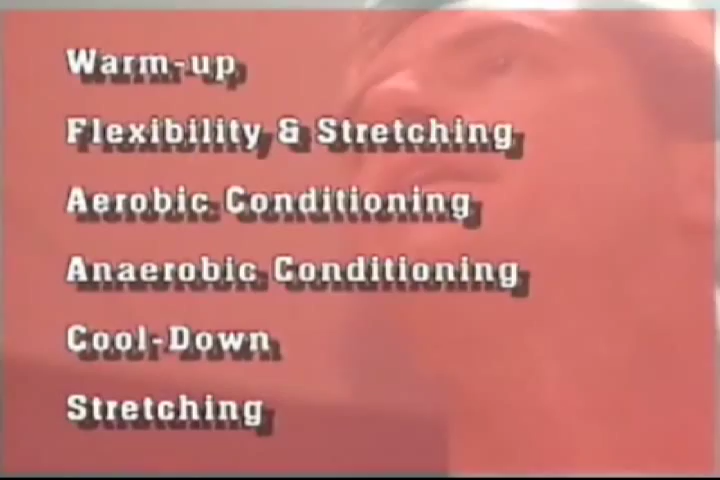 Warm-up
Flexibility & Stretching
Aerobic Conditioning
Anaerobic Conditioning
Cool-Down
Stretching